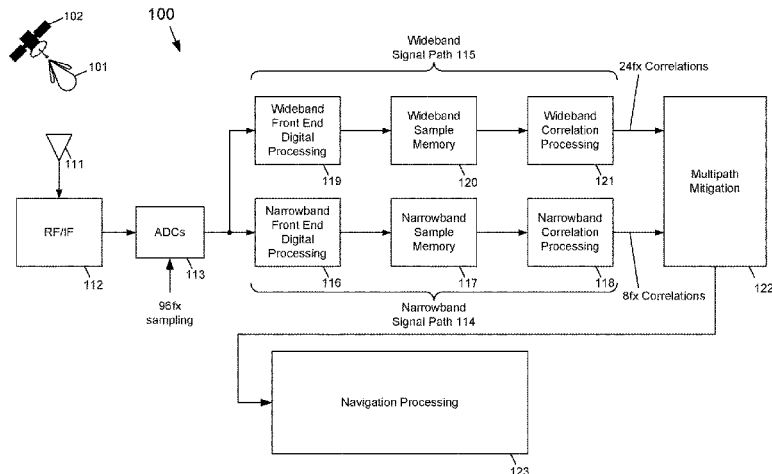 100
102
101
Wideband
Signal Path 115
24fx Correlations
111
Wideband
Front End
Digital
Processing
119
Wideband
Sample
Memory
120
Wideband
Correlation
Processing
121
Multipath
Mitigation
122
RF/IF
112
ADCs
113
96fx
sampling
Narrowband
Front End
Digital
Processing
116
Narrowband
Sample
Memory
117
Narrowband
Correlation
Processing
118
8fx Correlations
Narrowband
Signal Path 114
Navigation Processing
123